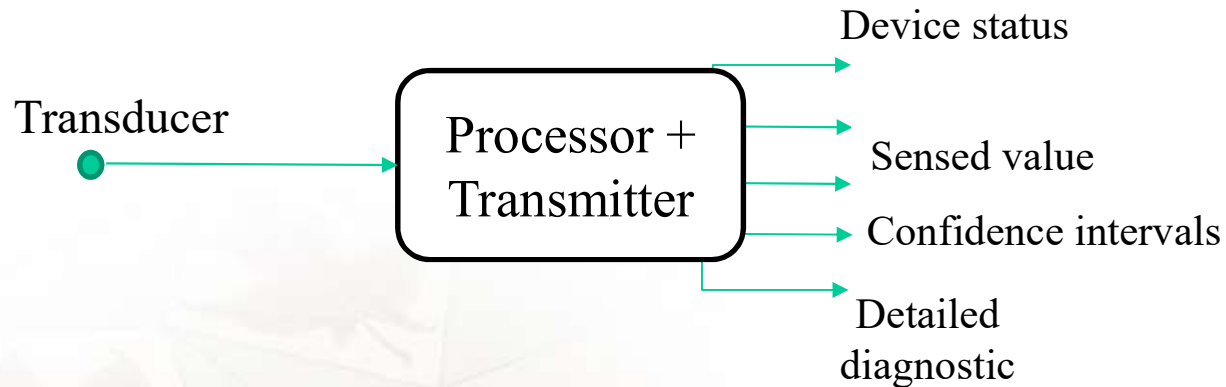 Device status
Transducer
Processor +
Transmitter
Sensed value
Confidence intervals
Detailed
diagnostic